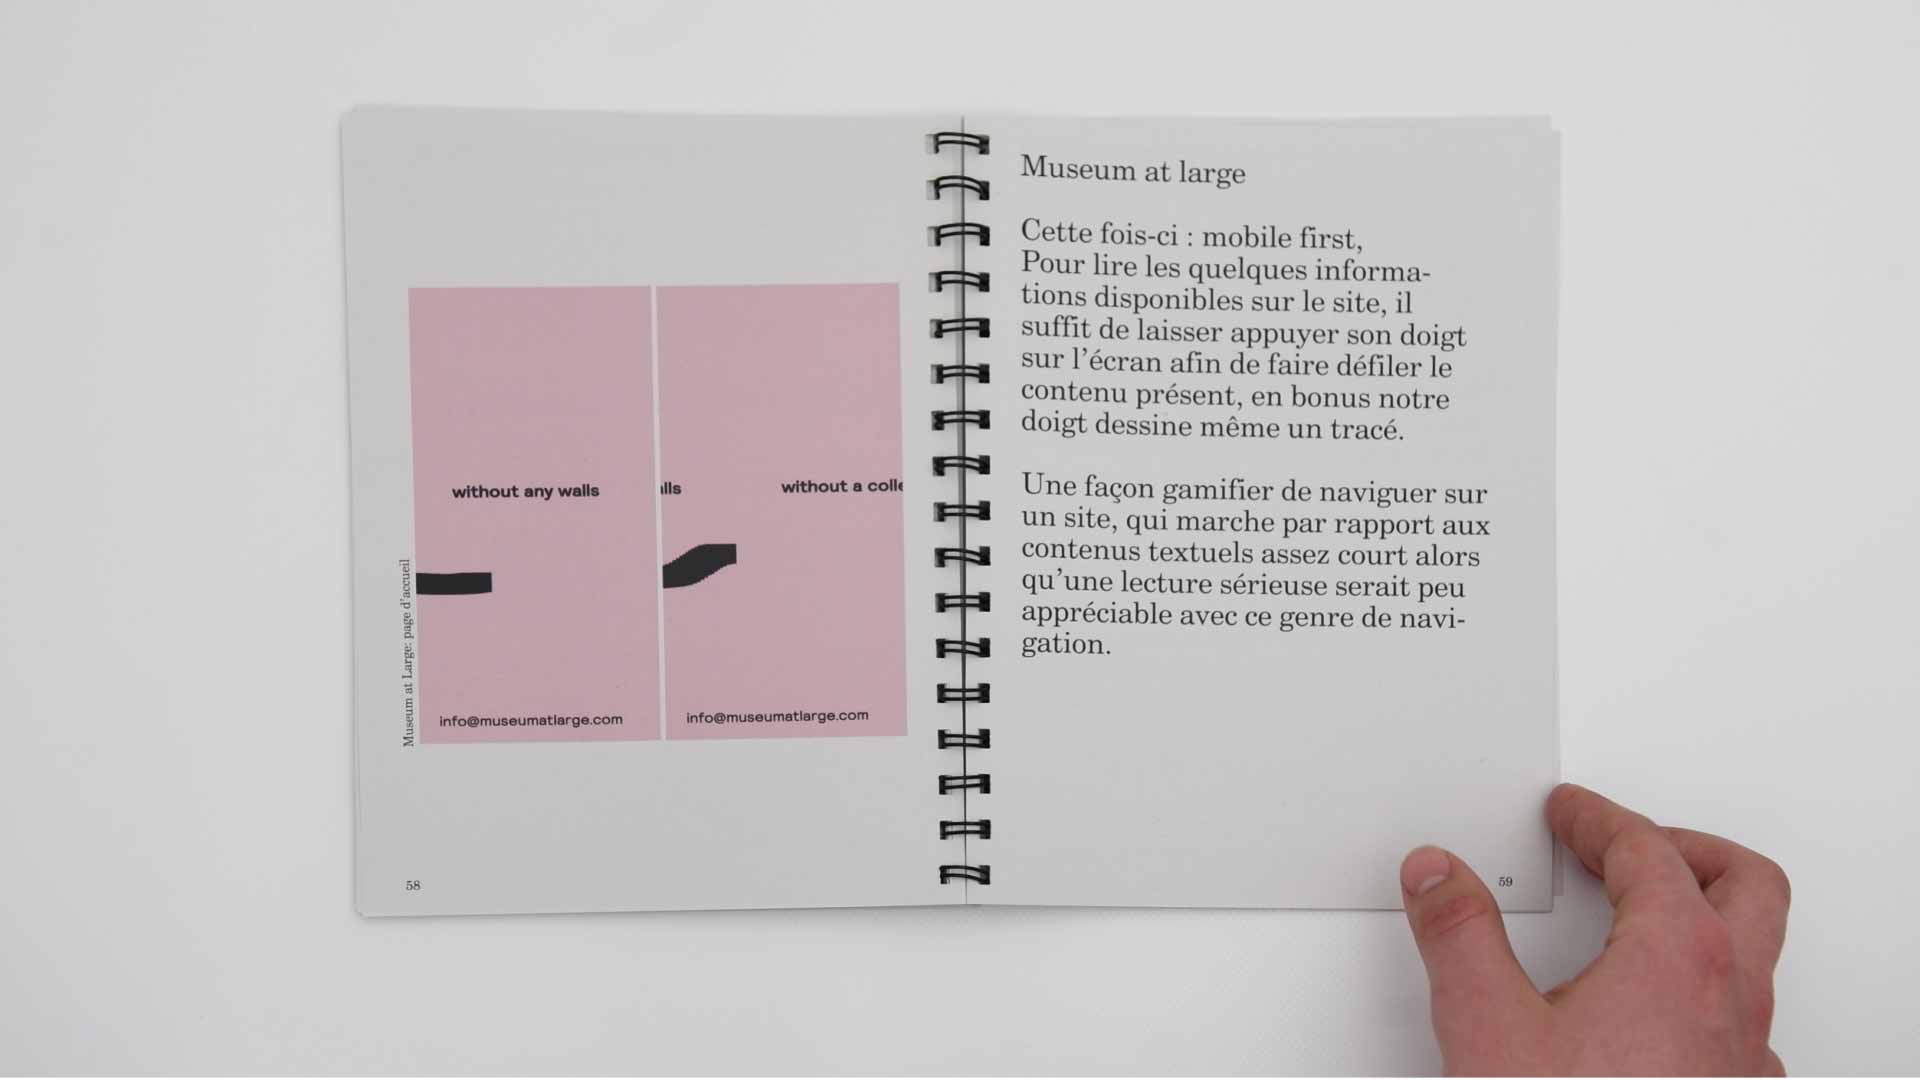 without any walls
info@museumatlarge.com
lls
without a colle
info@museumatlarge.com
Museum at Large: page d'accueil
58
Museum at large
Cette fois-ci : mobile first,
Pour lire les quelques informa-
tions disponibles sur le site, il
suffit de laisser appuyer son doigt
sur l'écran afin de faire défiler le
contenu présent, en bonus notre
doigt dessine même un tracé.
Une façon gamifier de naviguer sur
un site, qui marche par rapport aux
contenus textuels assez court alors
qu'une lecture sérieuse serait peu
appréciable avec ce genre de navi-
gation.
59